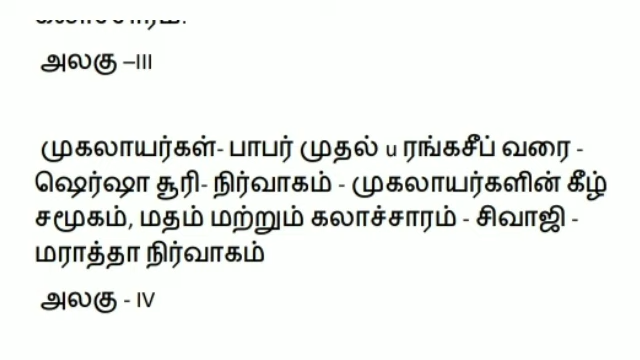 அலகு –III
முகலாயர்கள்- பாபர் முதல் u ரங்கசீப் வரை -
ஷெர்ஷா சூரி- நிர்வாகம் - முகலாயர்களின் கீழ்
சமூகம், மதம் மற்றும் கலாச்சாரம் - சிவாஜி -
மராத்தா நிர்வாகம்
அலகு - IV